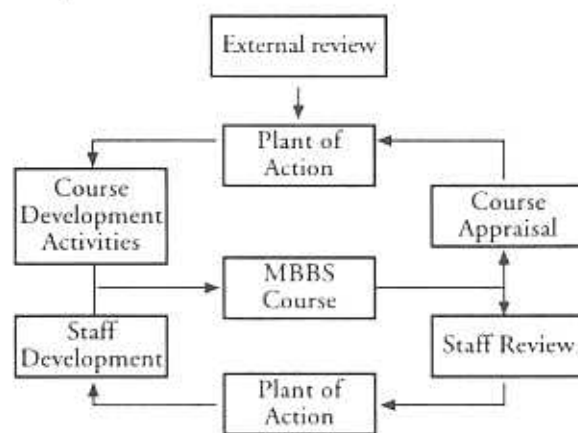 External review
Plant of
Action
Course
Development
Activities
Course
Appraisal
MBBS
Course
Staff
Development
Staff Review
Plant of
Action